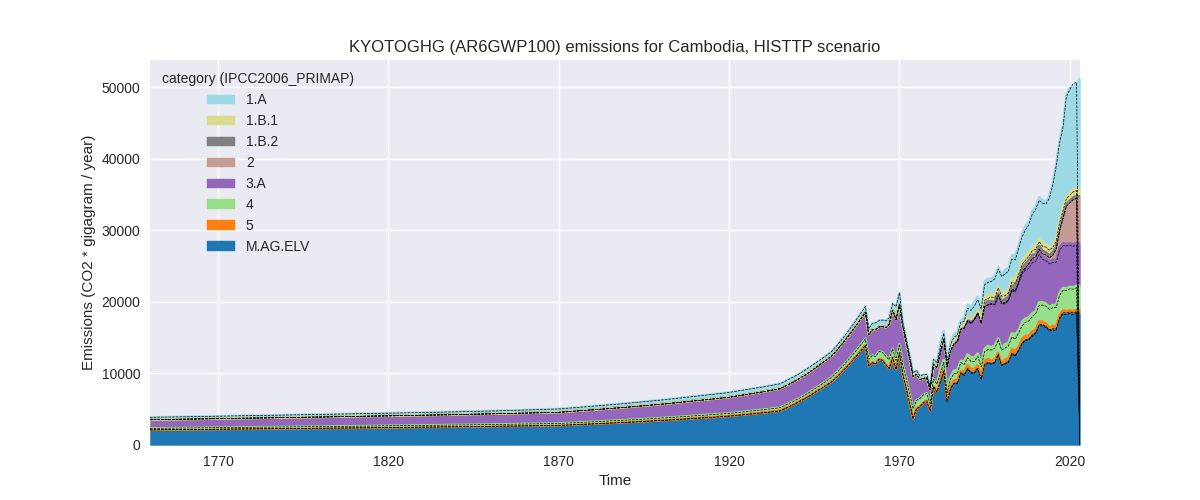 KYOTOGHG (AR6GWP100) emissions for Cambodia, HISTTP scenario
category (IPCC2006_PRIMAP)
1.A
1.B.1
1.B.2
2
3.A
4
5
M.AG.ELV
Emissions (CO2 * gigagram / year)
50000
40000
30000
20000
10000
0
1770
1820
1870
1920
1970
2020
Time